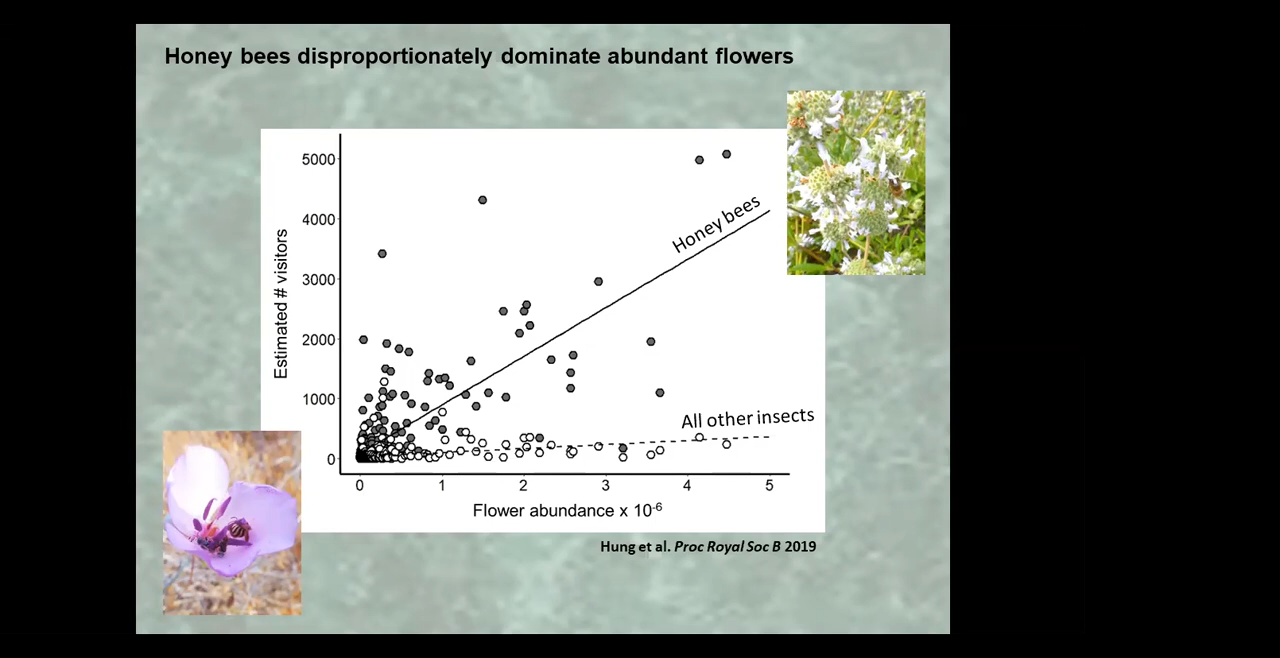 Honey bees disproportionately dominate abundant flowers
Estimated # visitors
5000
4000
3000
2000
1000
0
Honey bees
All other insects
0 1 2 3 4 5
Flower abundance x 10-6
Hung et al. Proc Royal Soc B 2019